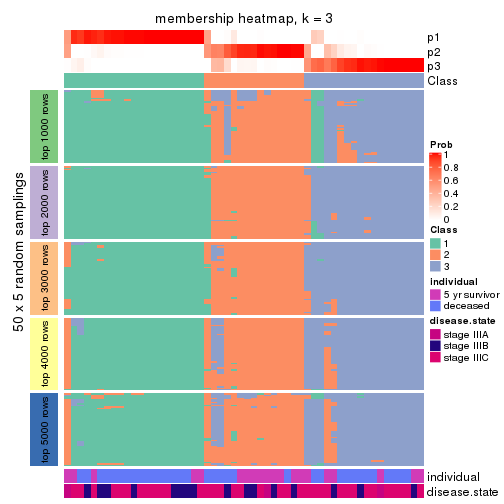 membership heatmap, k = 3
p1
p2
p3
Class
50 x 5 random samplings
top 1000 rows
top 2000 rows
top 3000 rows
top 4000 rows
top 5000 rows
individual
disease.state
Prob
1
0.8
0.6
0.4
0.2
0
Class
1
2
3
individual
5 yr survivor
deceased
disease.state
stage IIIA
stage IIIB
stage IIIC